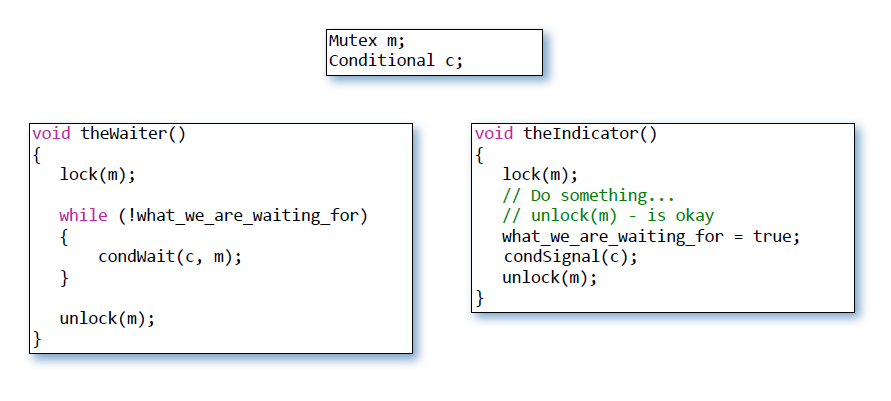 Mutex m;
Conditional c;
void theWaiter()
{
lock(m);
while (!what_we_are_waiting_for)
{
condWait(c, m);
}
unlock(m);
}
void theIndicator()
{
lock(m);
// Do something...
// unlock(m) - is okay
what_we_are_waiting_for = true;
condSignal(c);
unlock(m);
}